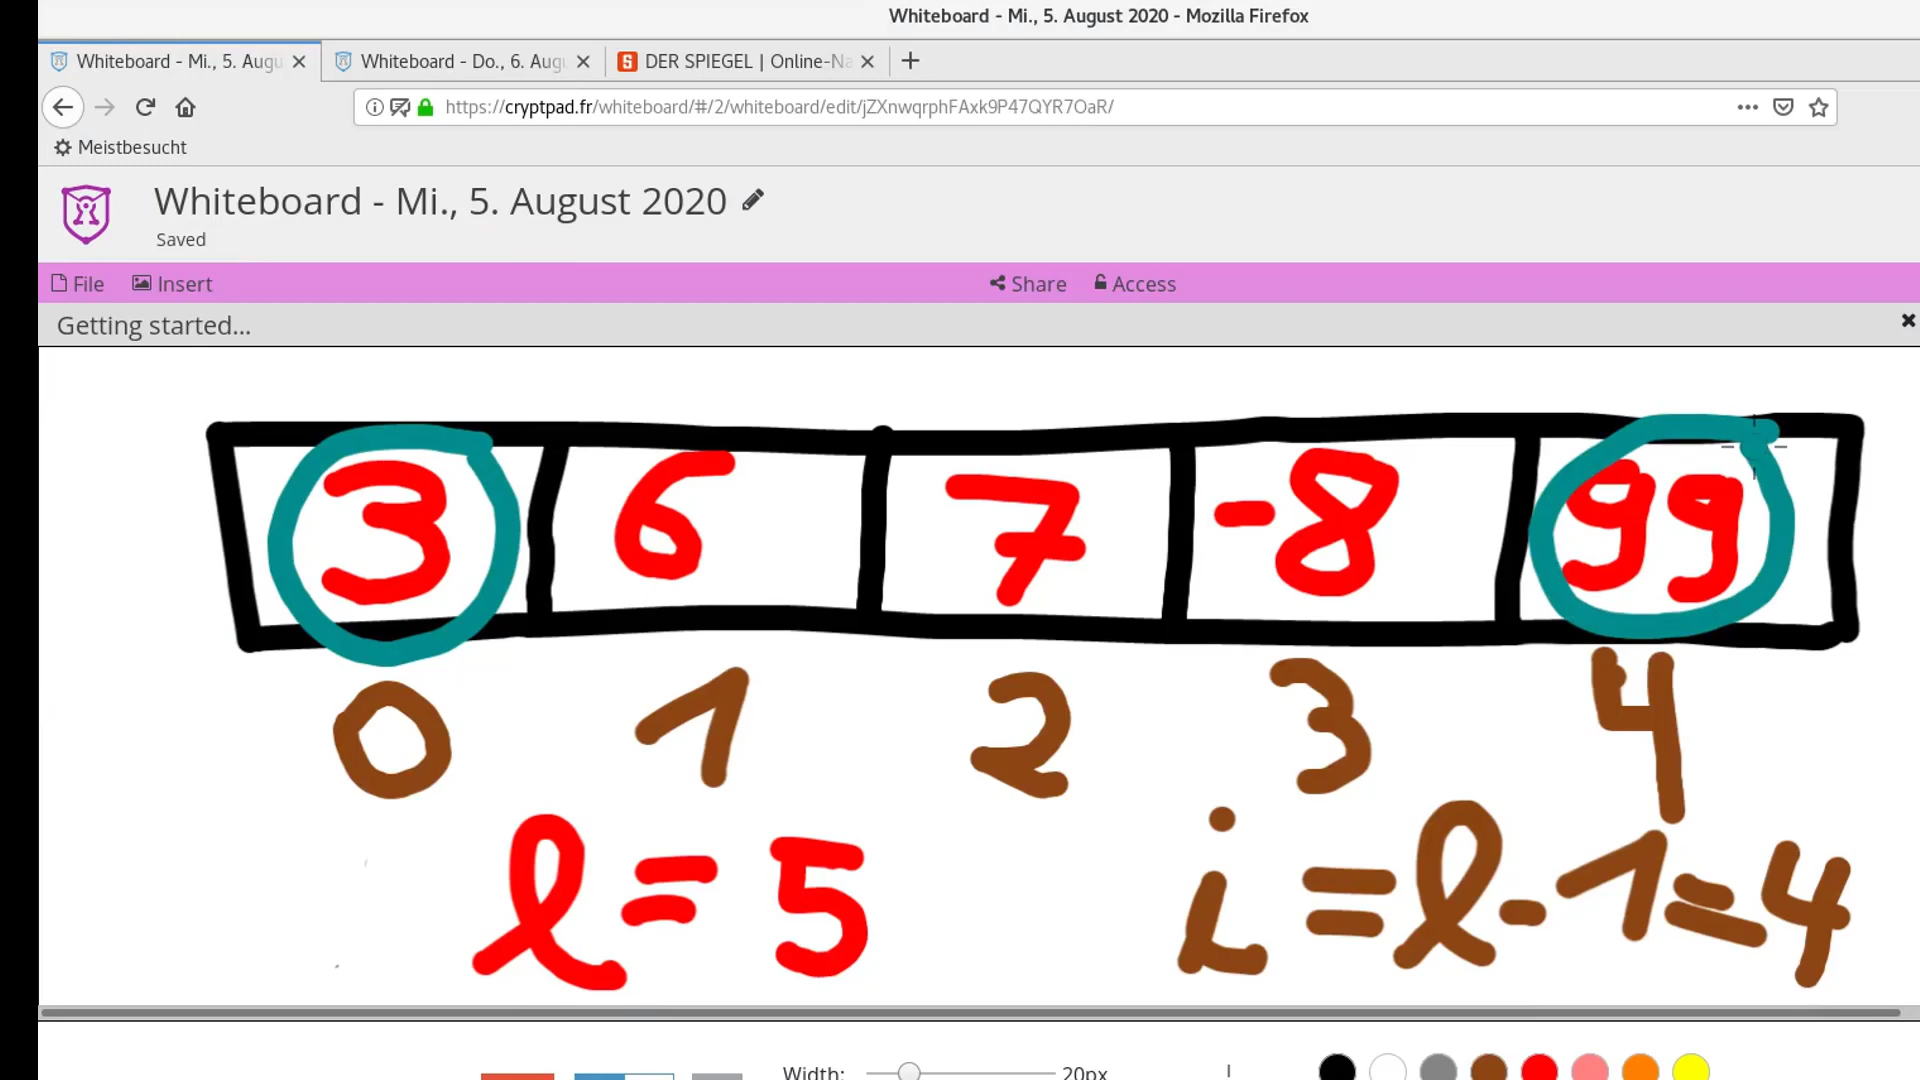 Whiteboard - Mi., 5. August 2020 - Mozilla Firefox
Whiteboard - Mi., 5. Augu Whiteboard - Do., 6. Aug DER SPIEGEL | Online-Na
https://cryptpad.fr/whiteboard/#/2/whiteboard/edit/jZXnwqrphFAxk9P47QYR7OaR/
Meistbesucht
Whiteboard - Mi., 5. August 2020
Saved
File Insert Share Access
Getting started...
3 6 7 -8 99
0 1 2 3 4
l = 5 i = l - 1 = 4
Width: 20px